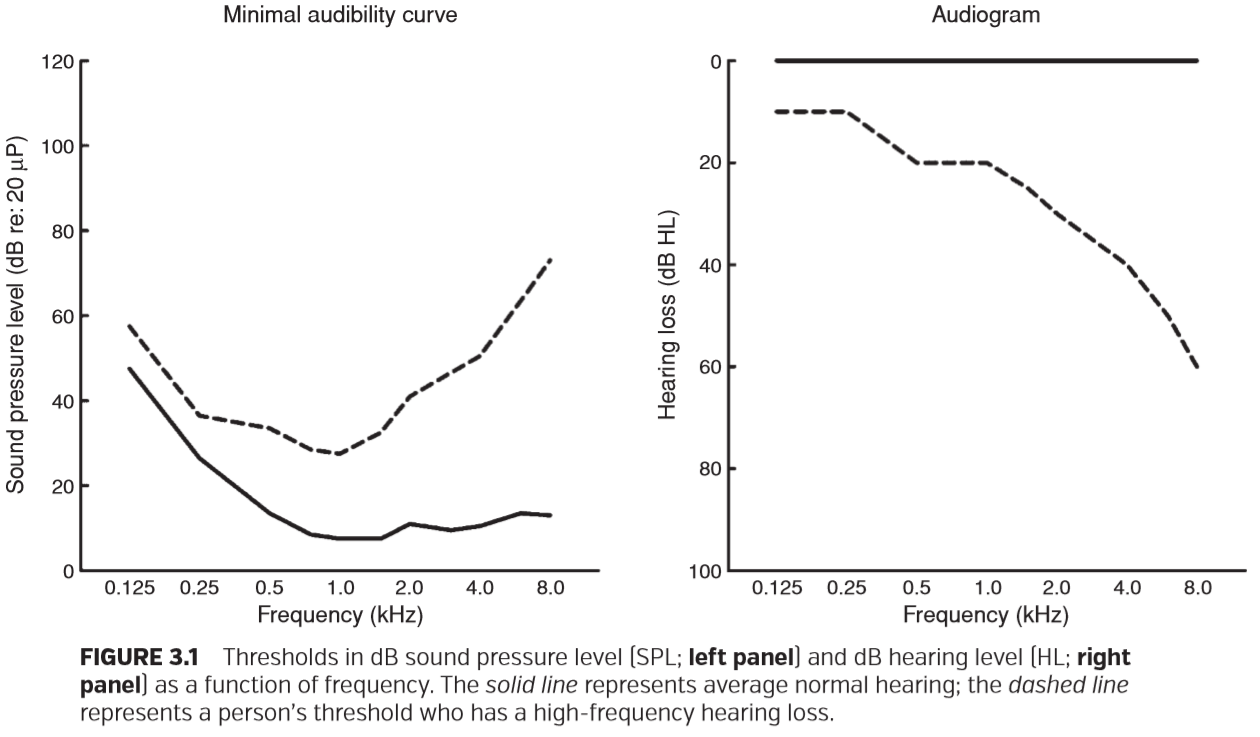 Minimal audibility curve
Sound pressure level (dB re: 20 μP)
120
100
80
60
40
20
0
0.125 0.25 0.5 1.0 2.0 4.0 8.0
Frequency (kHz)
Audiogram
Hearing loss (dB HL)
0
20
40
60
80
100
0.125 0.25 0.5 1.0 2.0 4.0 8.0
Frequency (kHz)
FIGURE 3.1 Thresholds in dB sound pressure level (SPL; left panel) and dB hearing level (HL; right
panel) as a function of frequency. The solid line represents average normal hearing; the dashed line
represents a person’s threshold who has a high-frequency hearing loss.